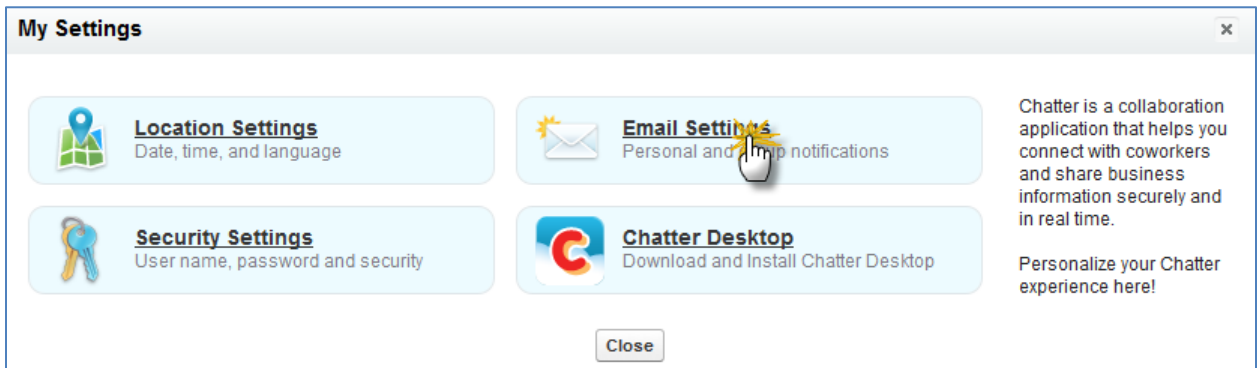 My Settings
Location Settings
Date, time, and language
Email Settings
Personal and notifications
Security Settings
User name, password and security
Chatter Desktop
Download and Install Chatter Desktop
Chatter is a collaboration
application that helps you
connect with coworkers
and share business
information securely and
in real time.
Personalize your Chatter
experience here!
Close